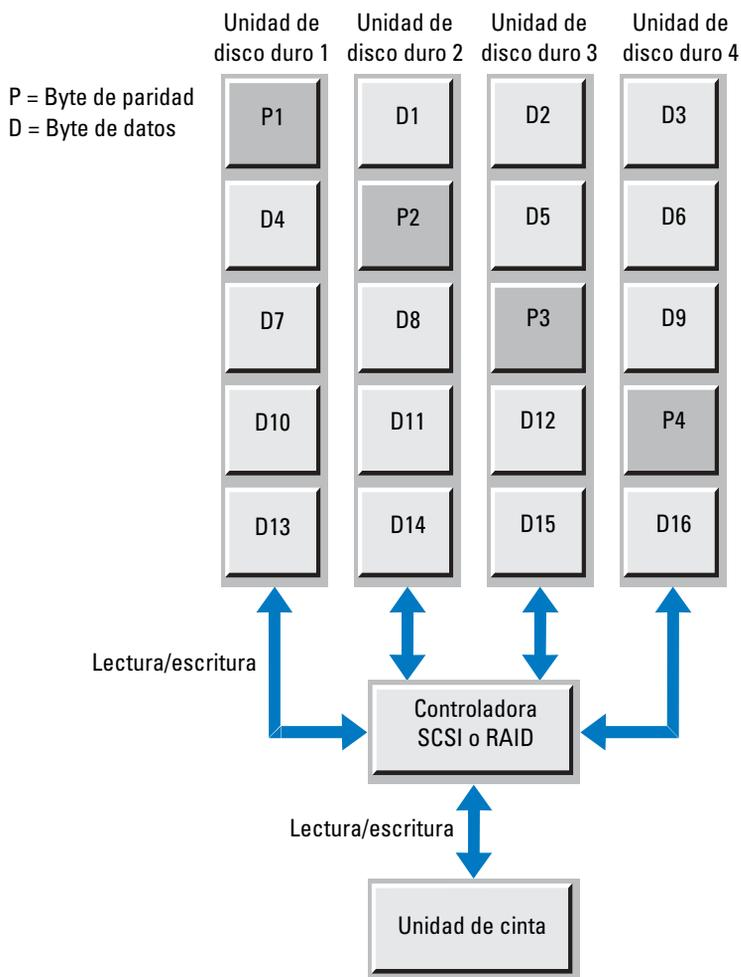 Unidad de disco duro 1
Unidad de disco duro 2
Unidad de disco duro 3
Unidad de disco duro 4
P = Byte de paridad
D = Byte de datos
P1 D1 D2 D3
D4 P2 D5 D6
D7 D8 P3 D9
D10 D11 D12 P4
D13 D14 D15 D16
Lectura/escritura
Controladora
SCSI o RAID
Lectura/escritura
Unidad de cinta